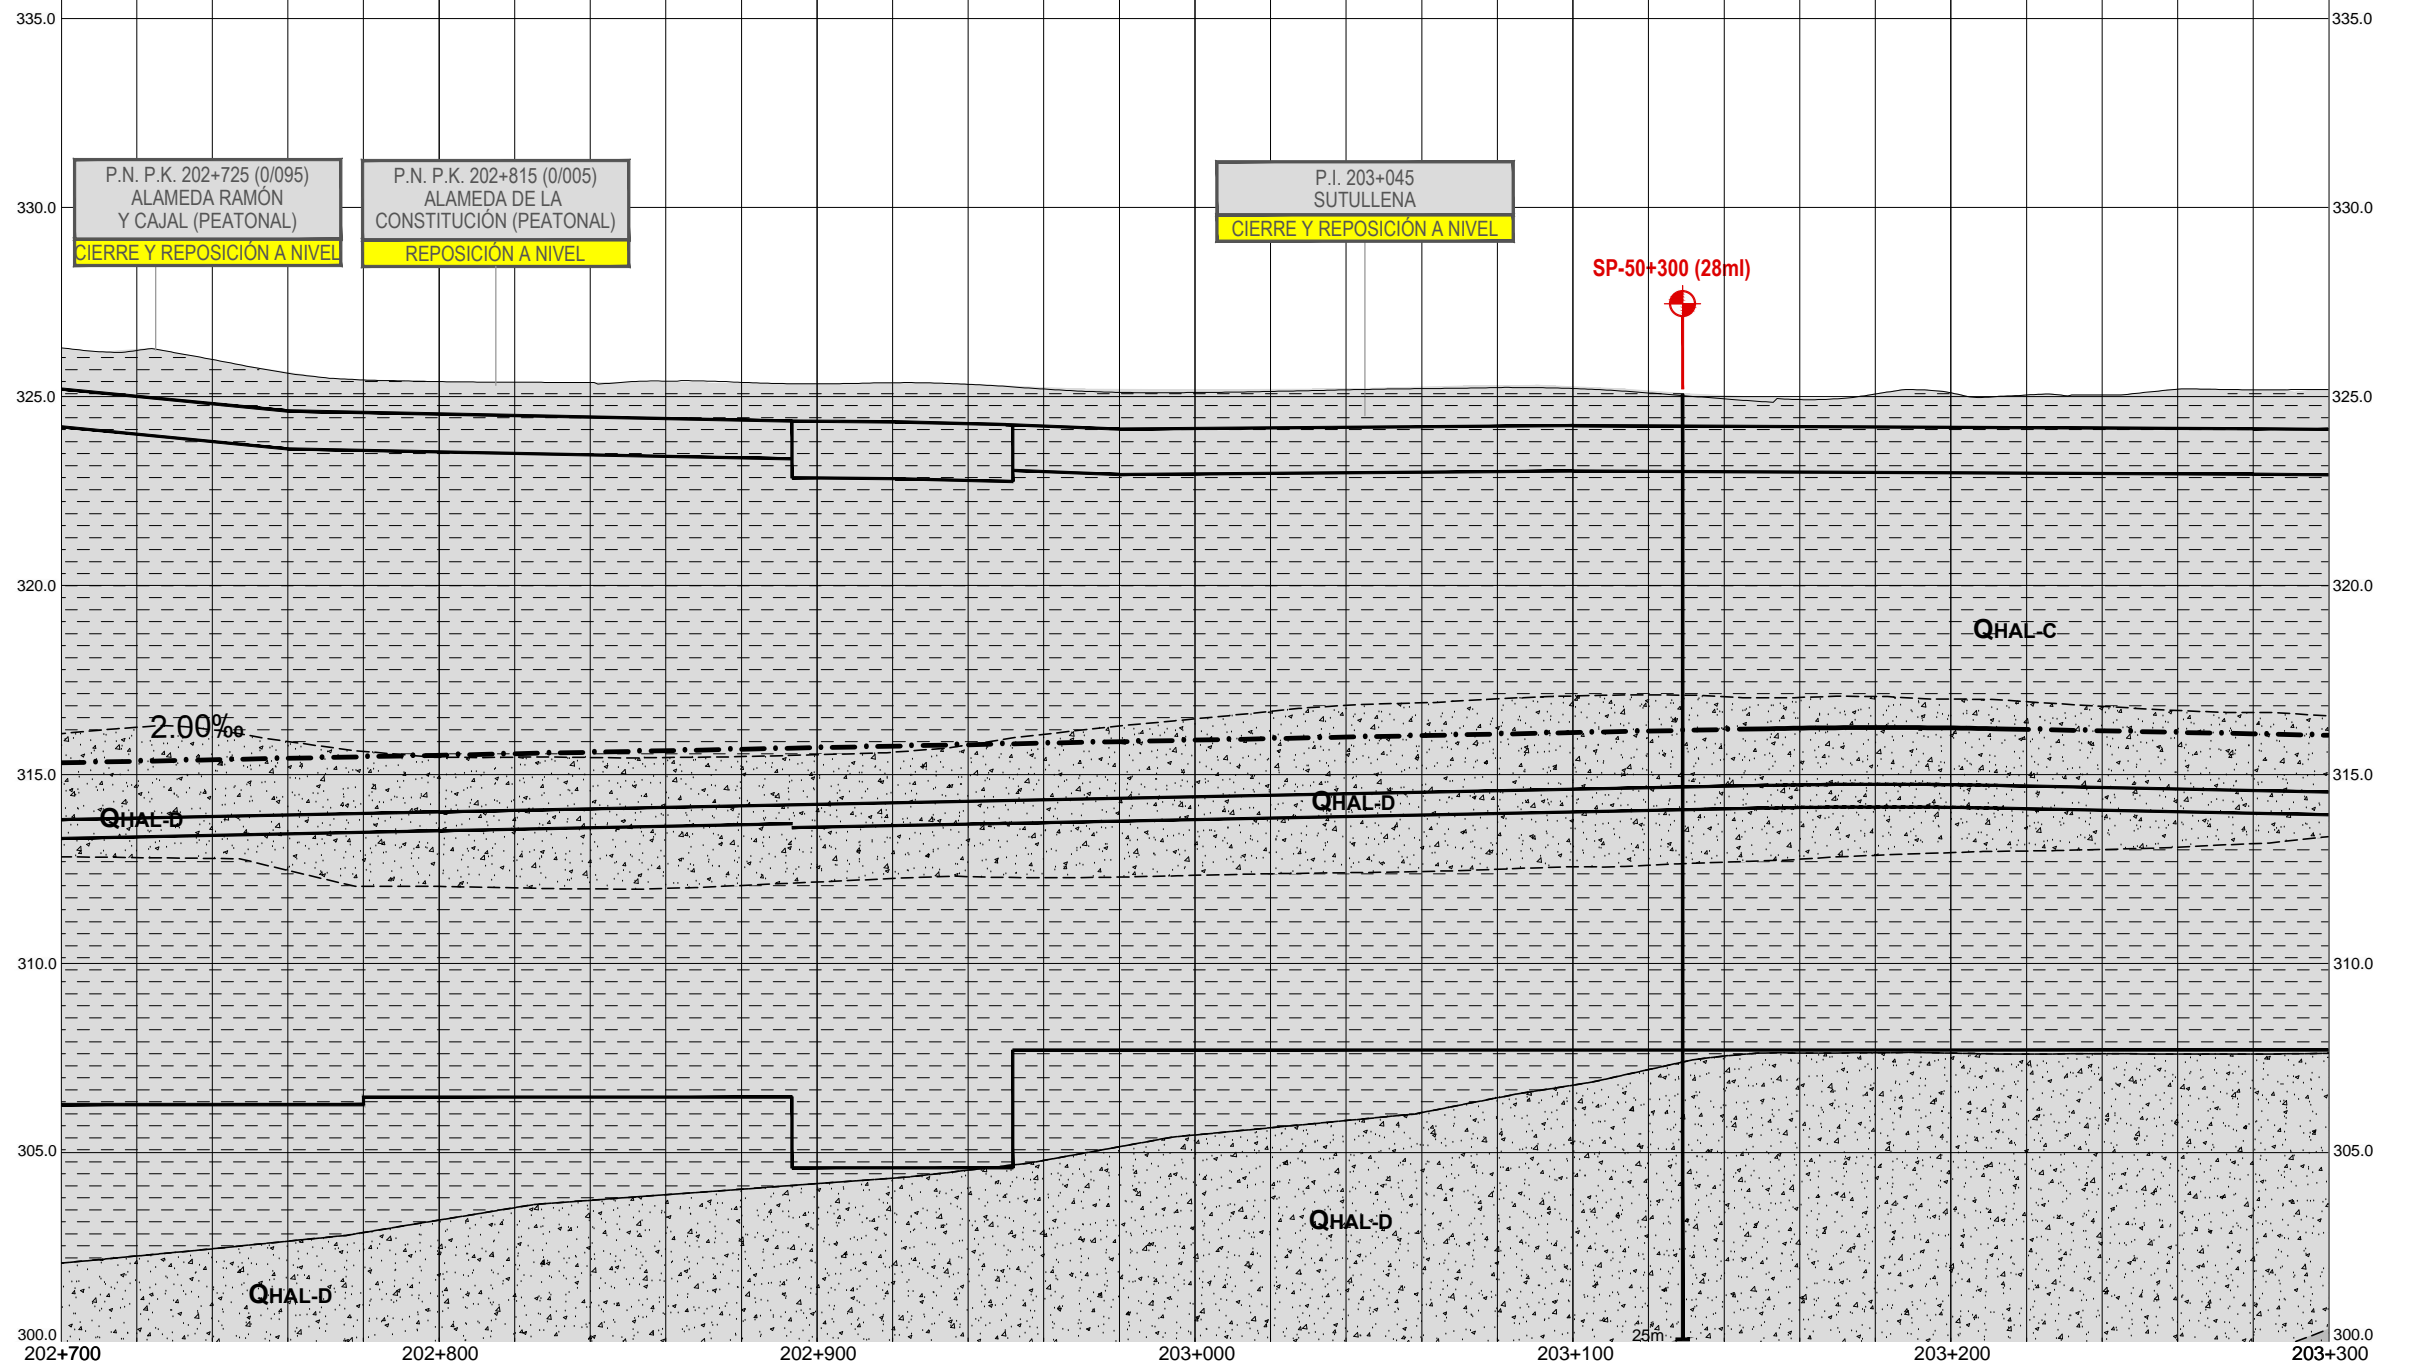 335.0
335.0
P.N. P.K. 202+725 (0/095)
ALAMEDA RAMÓN
Y CAJAL (PEATONAL)
CIERRE Y REPOSICIÓN A NIVEL
P.N. P.K. 202+815 (0/005)
ALAMEDA DE LA
CONSTITUCIÓN (PEATONAL)
REPOSICIÓN A NIVEL
P.I. 203+045
SUTULLENA
CIERRE Y REPOSICIÓN A NIVEL
330.0
330.0
SP-50+300 (28ml)
325.0
325.0
320.0
320.0
QHAL-C
2.00‰
315.0
315.0
QHAL-D
QHAL-D
310.0
310.0
305.0
305.0
QHAL-D
QHAL-D
300.0
25m
300.0
202+700
202+800
202+900
203+000
203+100
203+200
203+300